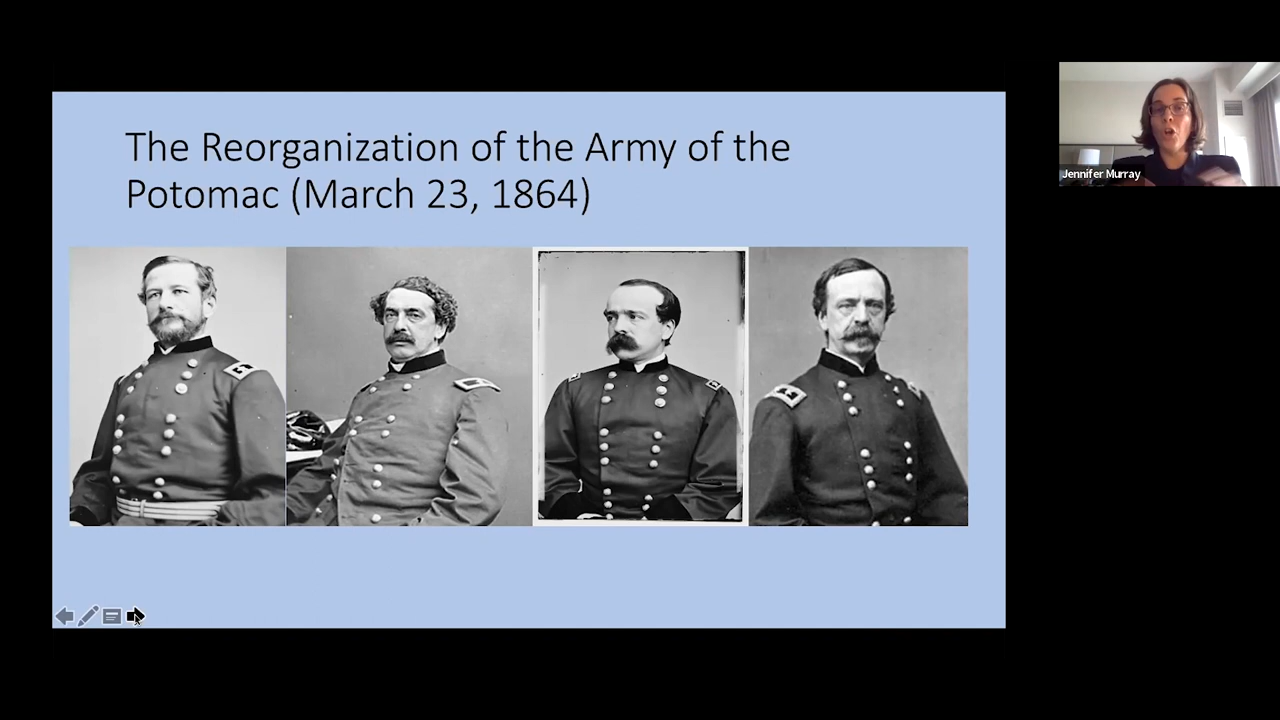 The Reorganization of the Army of the
Potomac (March 23, 1864)
Jennifer Murray